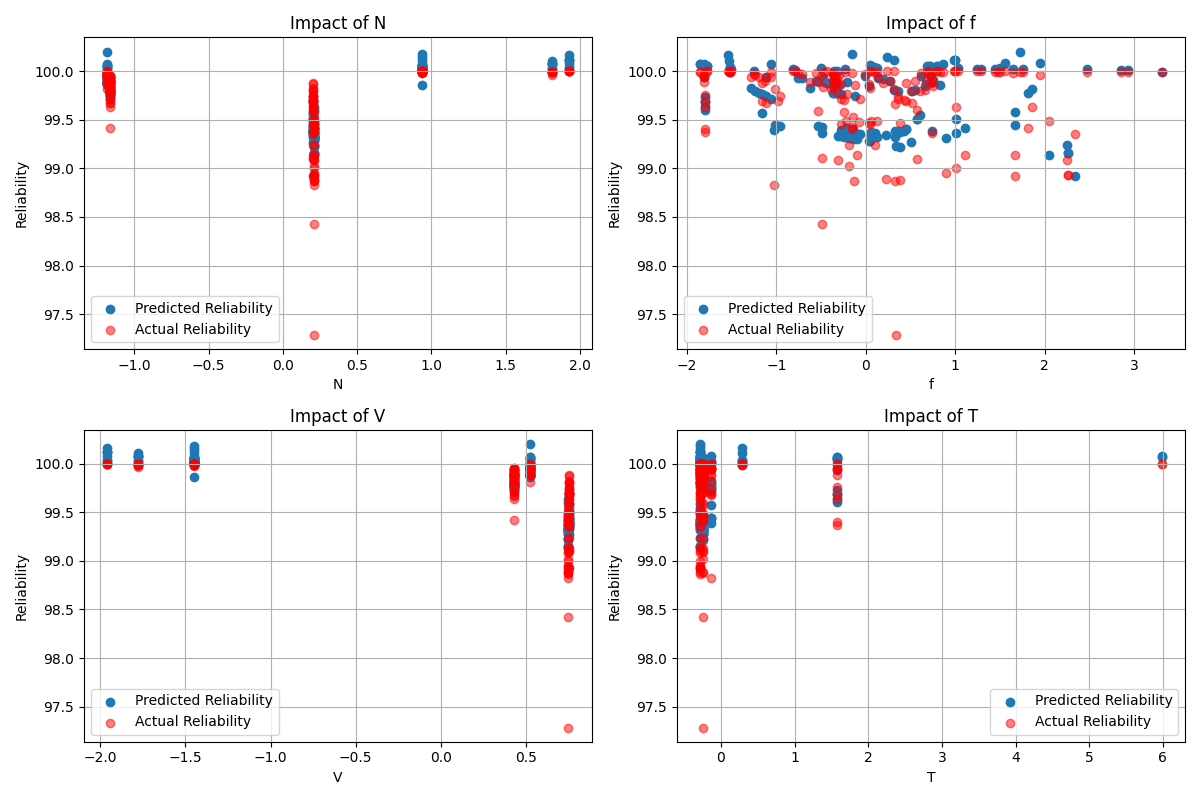 Impact of N
Reliability
100.0
99.5
99.0
98.5
98.0
97.5
Predicted Reliability
Actual Reliability
−1.0 −0.5 0.0 0.5 1.0 1.5 2.0
N
Impact of f
Reliability
100.0
99.5
99.0
98.5
98.0
97.5
Predicted Reliability
Actual Reliability
−2 −1 0 1 2 3
f
Impact of V
Reliability
100.0
99.5
99.0
98.5
98.0
97.5
Predicted Reliability
Actual Reliability
−2.0 −1.5 −1.0 −0.5 0.0 0.5
V
Impact of T
Reliability
100.0
99.5
99.0
98.5
98.0
97.5
Predicted Reliability
Actual Reliability
0 1 2 3 4 5 6
T